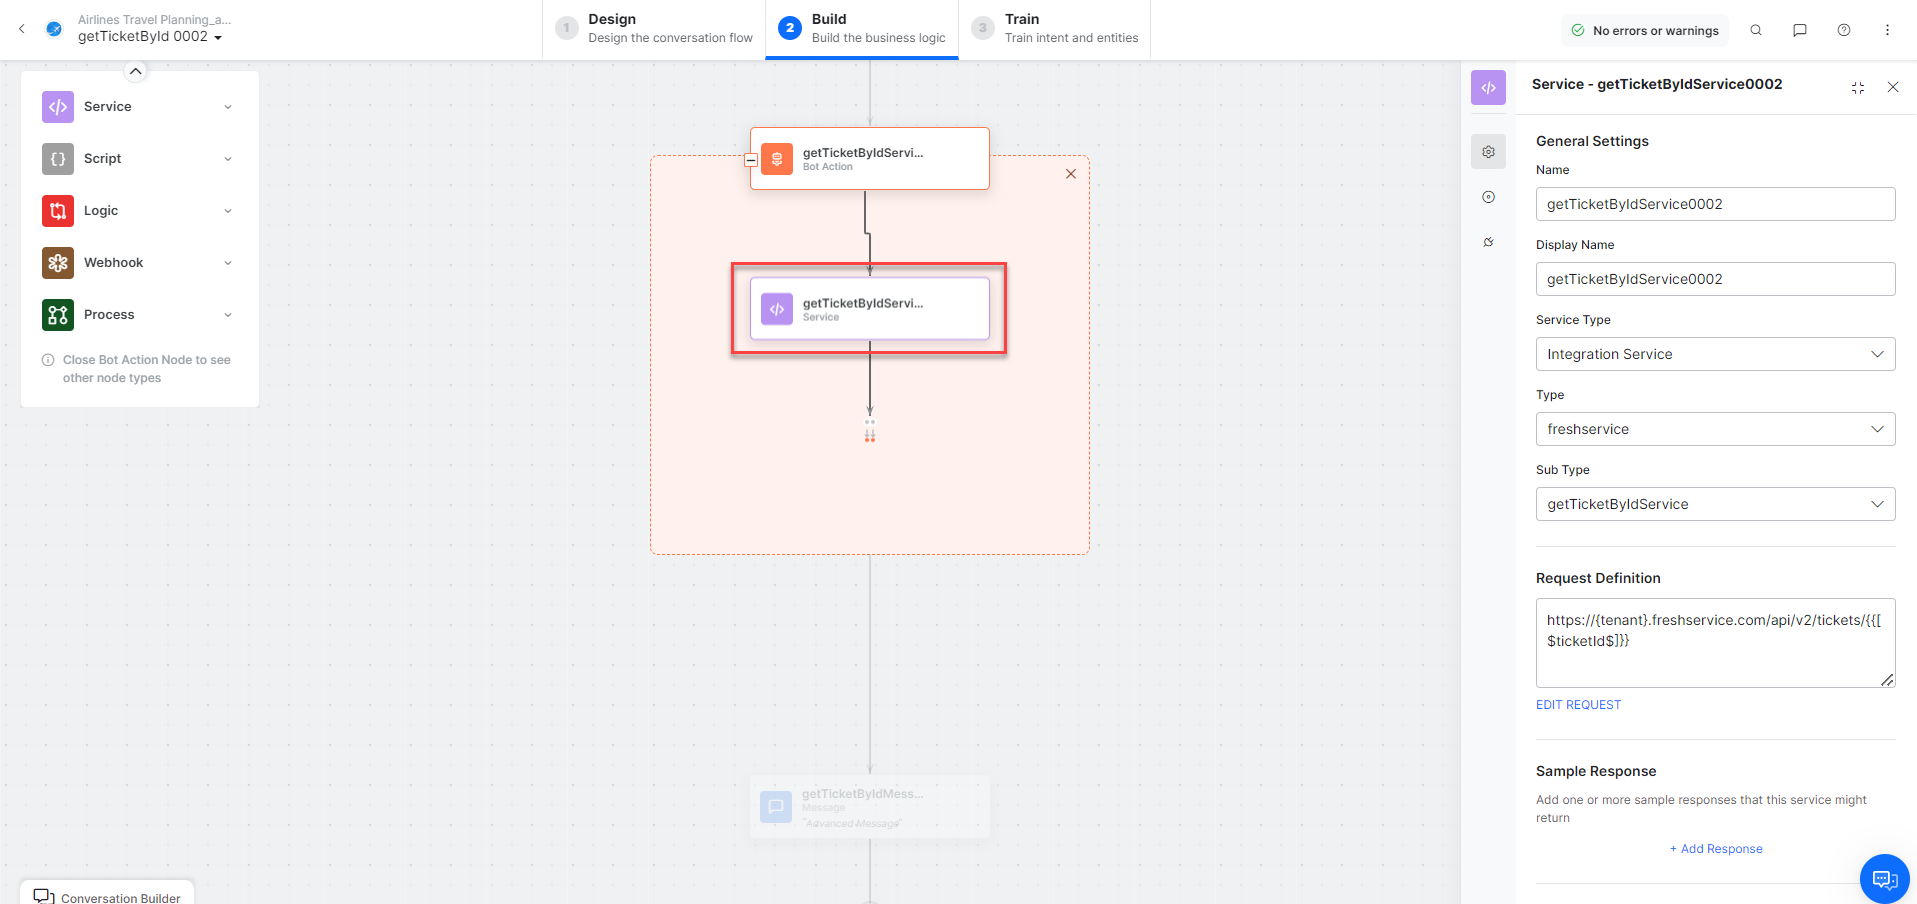 Airlines Travel Planning_a...
getTicketById 0002
1
Design
Design the conversation flow
2
Build
Build the business logic
3
Train
Train intent and entities
No errors or warnings
Service
Script
Logic
Webhook
Process
Close Bot Action Node to see
other node types
getTicketByIdServi...
Bot Action
getTicketByIdServi...
Service
getTicketByIdMess...
Message
"Advanced Message"
Conversation Builder
Service - getTicketByIdService0002
General Settings
Name
getTicketByIdService0002
Display Name
getTicketByIdService0002
Service Type
Integration Service
Type
freshservice
Sub Type
getTicketByIdService
Request Definition
https://{tenant}.freshservice.com/api/v2/tickets/{{[
$ticketId$]}}
EDIT REQUEST
Sample Response
Add one or more sample responses that this service might
return
+ Add Response